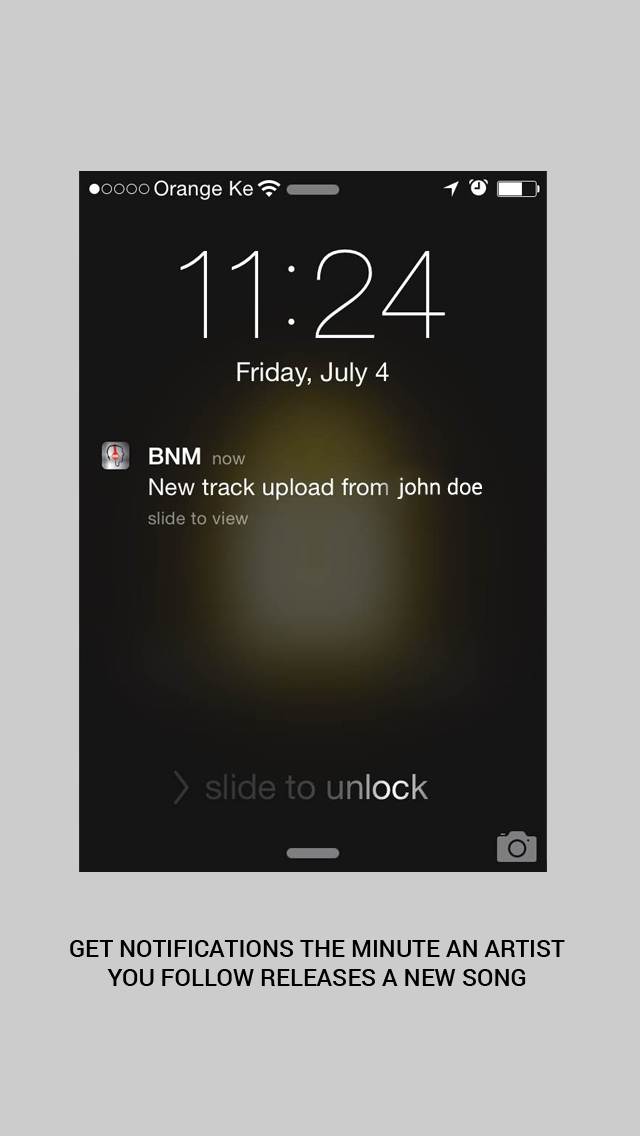 Orange Ke
11:24
Friday, July 4
BNM now
New track upload from john doe
slide to view
slide to unlock
GET NOTIFICATIONS THE MINUTE AN ARTIST
YOU FOLLOW RELEASES A NEW SONG